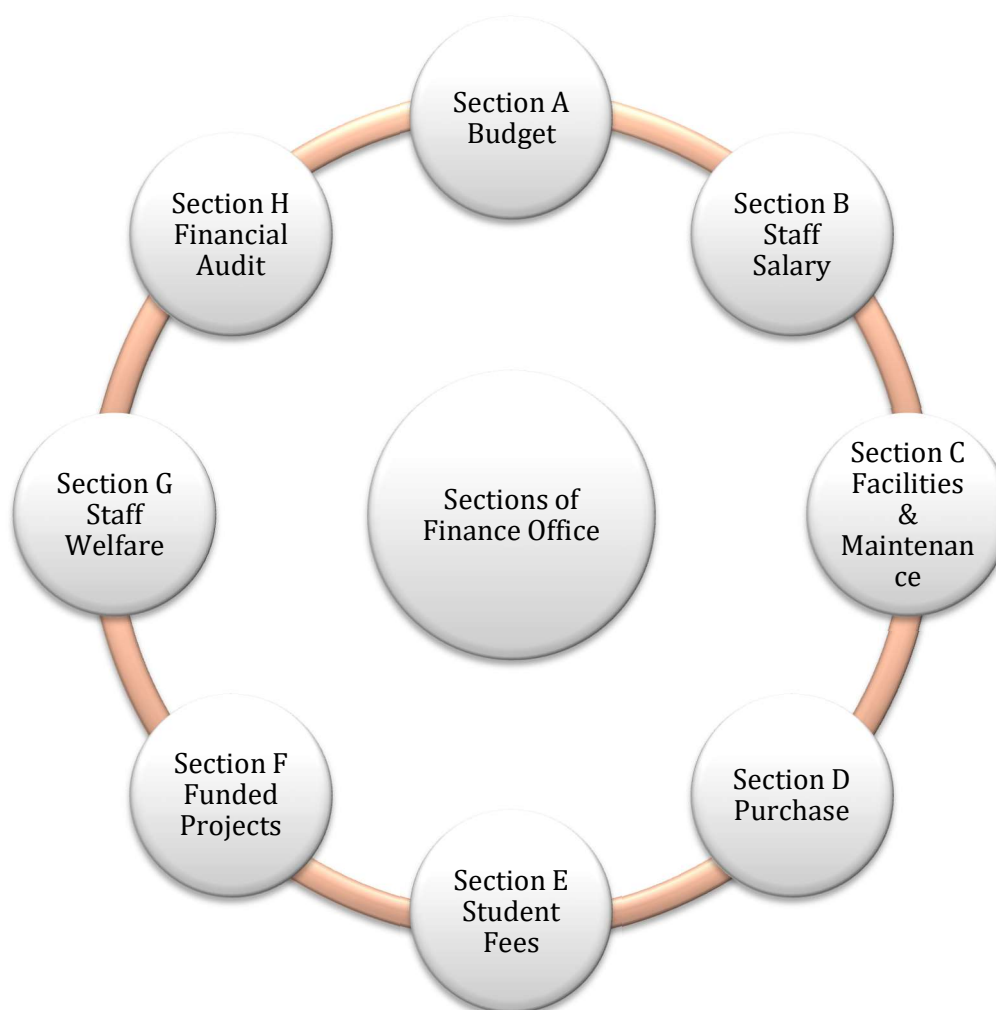 Section A
Budget
Section B
Staff
Salary
Section C
Facilities
&
Maintenan
ce
Section D
Purchase
Section E
Student
Fees
Section F
Funded
Projects
Section G
Staff
Welfare
Section H
Financial
Audit
Sections of
Finance Office